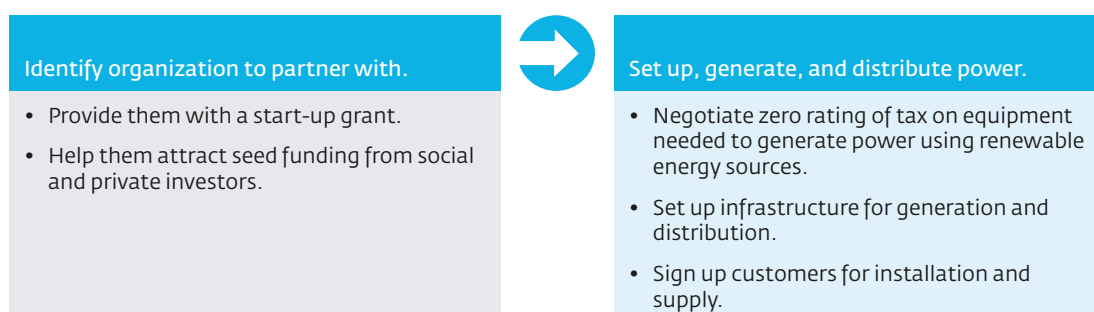 Identify organization to partner with.
• Provide them with a start-up grant.
• Help them attract seed funding from social
and private investors.
Set up, generate, and distribute power.
• Negotiate zero rating of tax on equipment
needed to generate power using renewable
energy sources.
• Set up infrastructure for generation and
distribution.
• Sign up customers for installation and
supply.